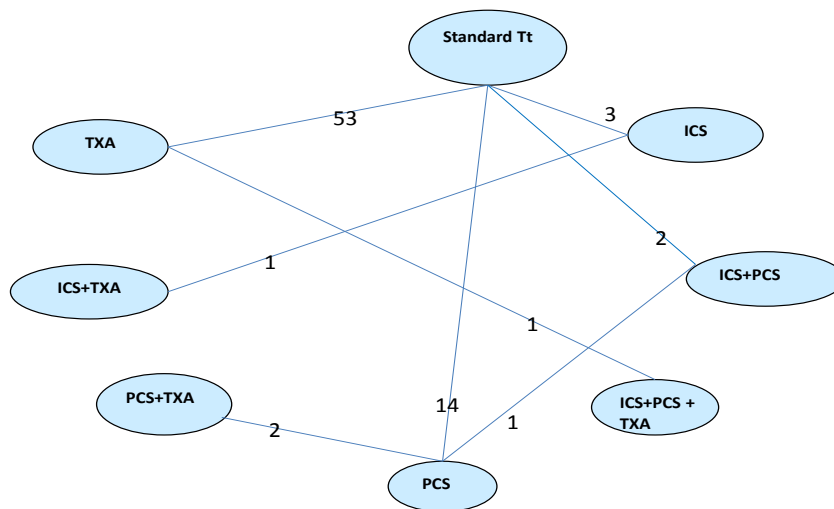 Standard Tt
53
3
TXA
ICS
2
1
ICS+TXA
ICS+PCS
1
PCS+TXA
14
1
ICS+PCS +
TXA
2
PCS